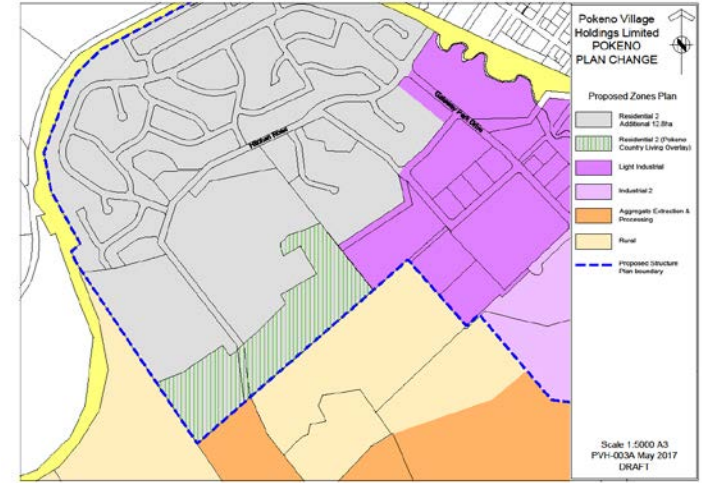 Pokeno Village
Holdings Limited
POKENO
PLAN CHANGE
Proposed Zones Plan
Residential 2
Additional 12.8ha
Residential 2 (Pokeno
Country Living Overlay)
Light Industrial
Industrial 2
Aggregate Extraction &
Processing
Rural
Proposed Structure
Plan boundary
Hitchen Road
Gateway Park Drive
Scale 1:5000 A3
PVH-003A May 2017
DRAFT